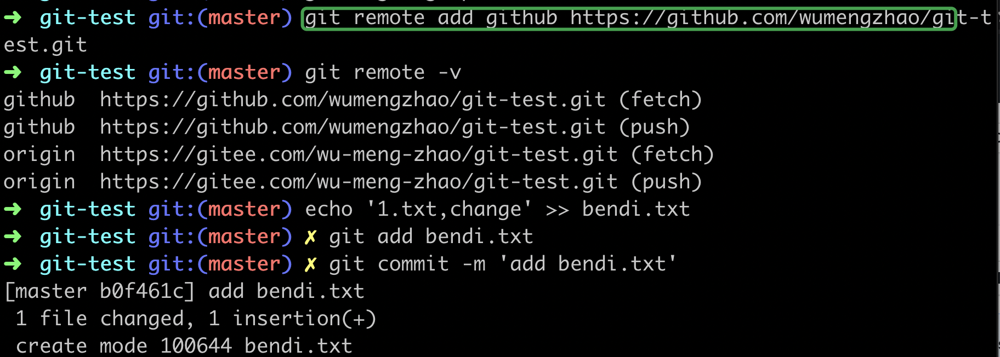 ➜ git-test git:(master) git remote add github https://github.com/wumengzhao/git-t
est.git
➜ git-test git:(master) git remote -v
github  https://github.com/wumengzhao/git-test.git (fetch)
github  https://github.com/wumengzhao/git-test.git (push)
origin  https://gitee.com/wu-meng-zhao/git-test.git (fetch)
origin  https://gitee.com/wu-meng-zhao/git-test.git (push)
➜ git-test git:(master) echo '1.txt,change' >> bendi.txt
➜ git-test git:(master) ✗ git add bendi.txt
➜ git-test git:(master) ✗ git commit -m 'add bendi.txt'
[master b0f461c] add bendi.txt
 1 file changed, 1 insertion(+)
 create mode 100644 bendi.txt